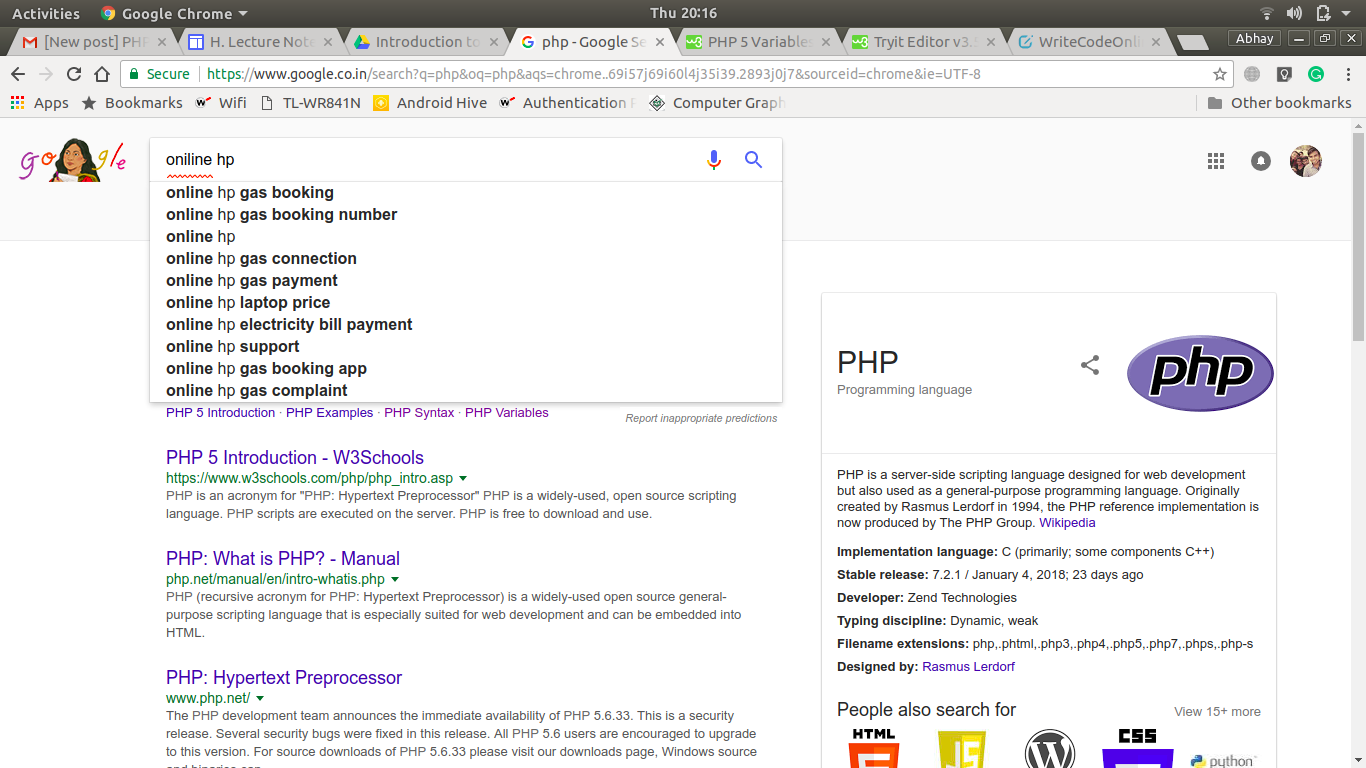 Activities
Google Chrome
Thu 20:16
[New post] PHP
H. Lecture Note
Introduction to
php - Google Se
PHP 5 Variables
Tryit Editor v3.
WriteCodeOnli
Abhay
Secure
https://www.google.co.in/search?q=php&oq=php&aqs=chrome..69i57j69i60l4j35i39.2893j0j7&sourceid=chrome&ie=UTF-8
Apps
Bookmarks
Wifi
TL-WR841N
Android Hive
Authentication P
Computer Graph
Other bookmarks
google
oniline hp
online hp gas booking
online hp gas booking number
online hp
online hp gas connection
online hp gas payment
online hp laptop price
online hp electricity bill payment
online hp support
online hp gas booking app
online hp gas complaint
PHP 5 Introduction · PHP Examples · PHP Syntax · PHP Variables
Report inappropriate predictions
PHP 5 Introduction - W3Schools
https://www.w3schools.com/php/php_intro.asp
PHP is an acronym for "PHP: Hypertext Preprocessor" PHP is a widely-used, open source scripting
language. PHP scripts are executed on the server. PHP is free to download and use.
PHP: What is PHP? - Manual
php.net/manual/en/intro-whatis.php
PHP (recursive acronym for PHP: Hypertext Preprocessor) is a widely-used open source general-
purpose scripting language that is especially suited for web development and can be embedded into
HTML.
PHP: Hypertext Preprocessor
www.php.net/
The PHP development team announces the immediate availability of PHP 5.6.33. This is a security
release. Several security bugs were fixed in this release. All PHP 5.6 users are encouraged to upgrade
to this version. For source downloads of PHP 5.6.33 please visit our downloads page, Windows source
PHP
Programming language
php
PHP is a server-side scripting language designed for web development
but also used as a general-purpose programming language. Originally
created by Rasmus Lerdorf in 1994, the PHP reference implementation is
now produced by The PHP Group. Wikipedia
Implementation language: C (primarily; some components C++)
Stable release: 7.2.1 / January 4, 2018; 23 days ago
Developer: Zend Technologies
Typing discipline: Dynamic, weak
Filename extensions: php,.phtml,.php3,.php4,.php5,.php7,.phps,.php-s
Designed by: Rasmus Lerdorf
People also search for
View 15+ more
HTML
JS
CSS
python